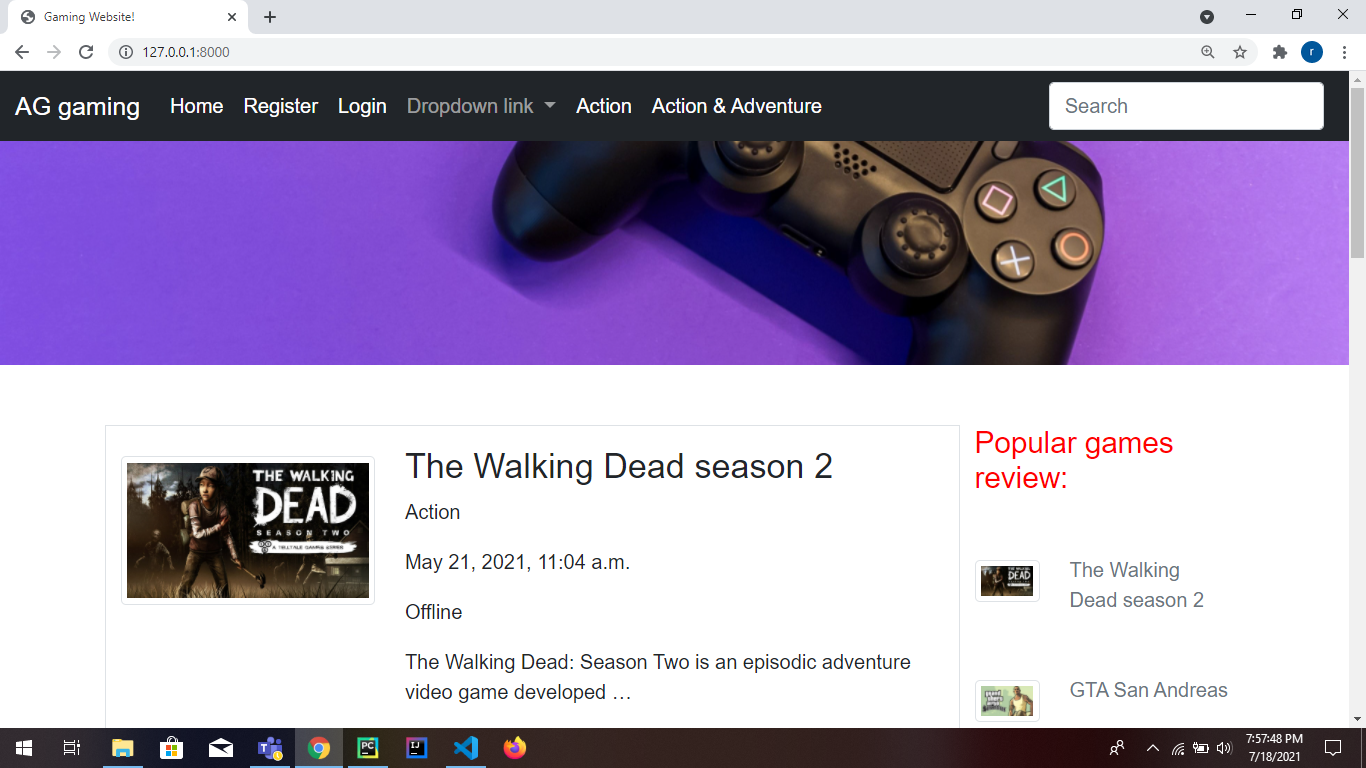 Gaming Website!
127.0.0.1:8000
r
AG gaming Home Register Login Dropdown link Action Action & Adventure Search
THE WALKING
DEAD
SEASON TWO
A TELLTALE GAMES SERIES
The Walking Dead season 2
Action
May 21, 2021, 11:04 a.m.
Offline
The Walking Dead: Season Two is an episodic adventure
video game developed …
Popular games
review:
DEAD
The Walking
Dead season 2
GTA San Andreas
PC
IJ
7:57:48 PM
7/18/2021